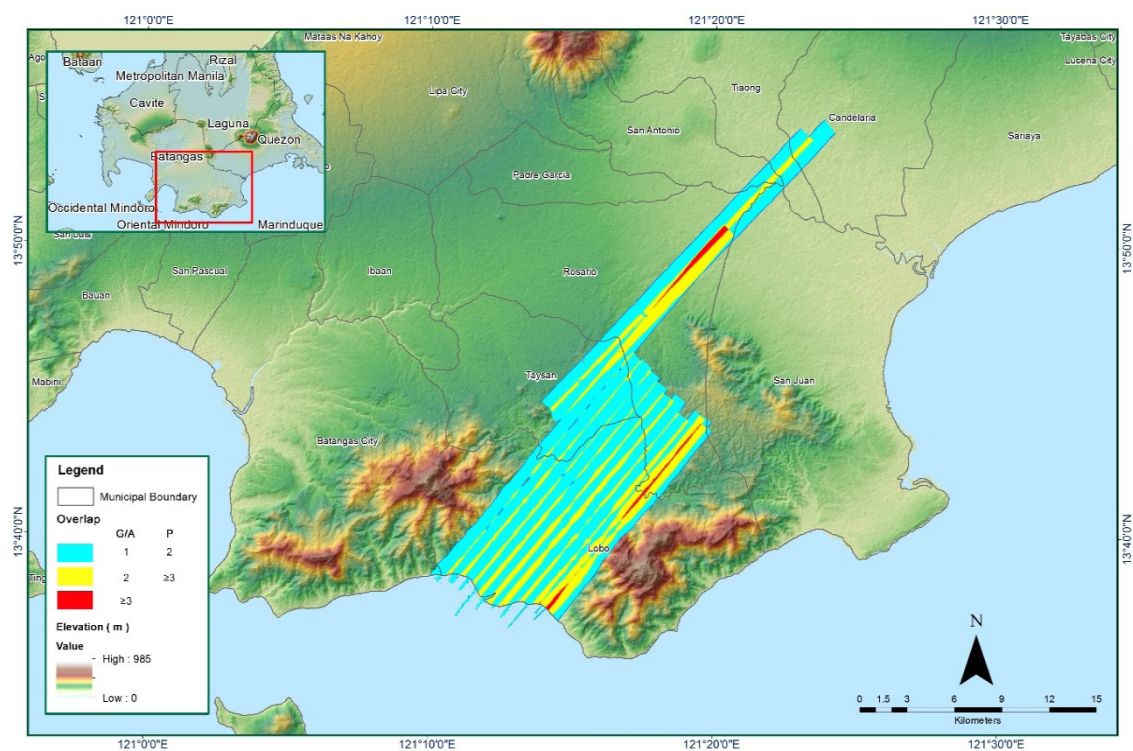 121°0'0"E 121°10'0"E 121°20'0"E 121°30'0"E
Mataas Na Kahoy
Tayabas City
Lucena City
Bataan
Rizal
Metropolitan Manila
Cavite
Laguna
Quezon
Batangas
Occidental Mindoro
Oriental Mindoro
Marinduque
Lipa City
Tiaong
San Antonio
Candelaria
Sariaya
Padre Garcia
13°50'0"N
13°50'0"N
San Luis
San Pascual
Ibaan
Rosario
Bauan
Mabini
Taysan
San Juan
Batangas City
Lobo
13°40'0"N
13°40'0"N
Legend
Municipal Boundary
Overlap
G/A P
1 2
2 ≥3
≥3
Elevation ( m )
Value
High : 985
Low : 0
N
0 1.5 3 6 9 12 15
Kilometers
121°0'0"E 121°10'0"E 121°20'0"E 121°30'0"E